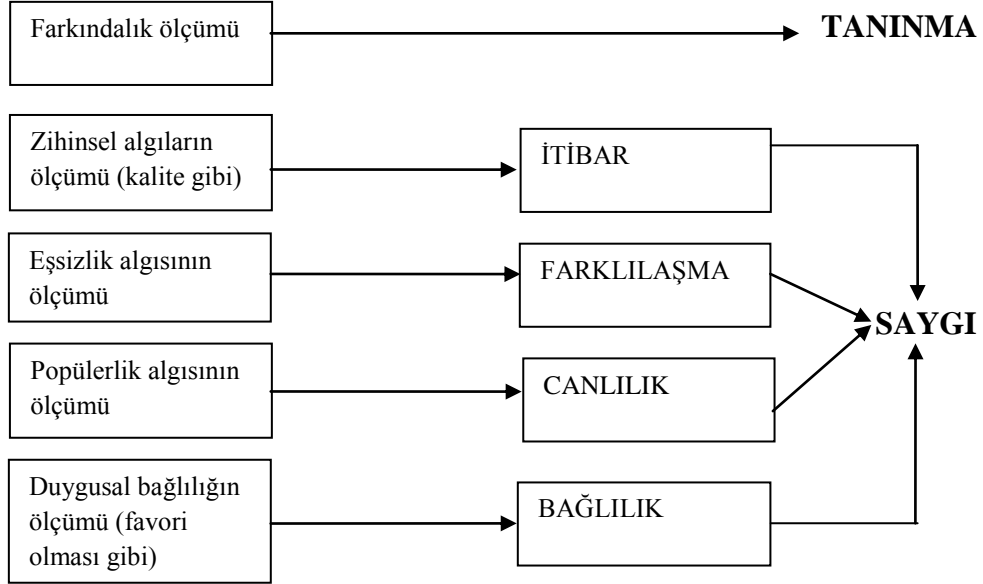 Farkındalık ölçümü
TANINMA
Zihinsel algıların
ölçümü (kalite gibi)
İTİBAR
Eşsizlik algısının
ölçümü
FARKLILAŞMA
SAYGI
Popülerlik algısının
ölçümü
CANLILIK
Duygusal bağlılığın
ölçümü (favori
olması gibi)
BAĞLILIK